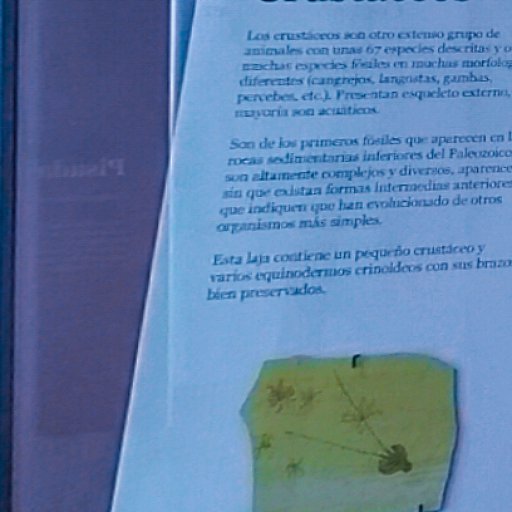 Crustáceos
Los crustáceos son otro extenso grupo de
animales con unas 67 especies descritas y o
muchas especies fósiles en muchas morfolog
diferentes (cangrejos, langostas, gambas,
percebes, etc.). Presentan esqueleto externo,
mayoría son acuáticos.
Son de los primeros fósiles que aparecen en l
rocas sedimentarias inferiores del Paleozoico
son altamente complejos y diversos, aparece
sin que existan formas intermedias anteriore
que indiquen que han evolucionado de otros
organismos más simples.
Esta laja contiene un pequeño crustáceo y
varios equinodermos crinoideos con sus brazo
bien preservados.